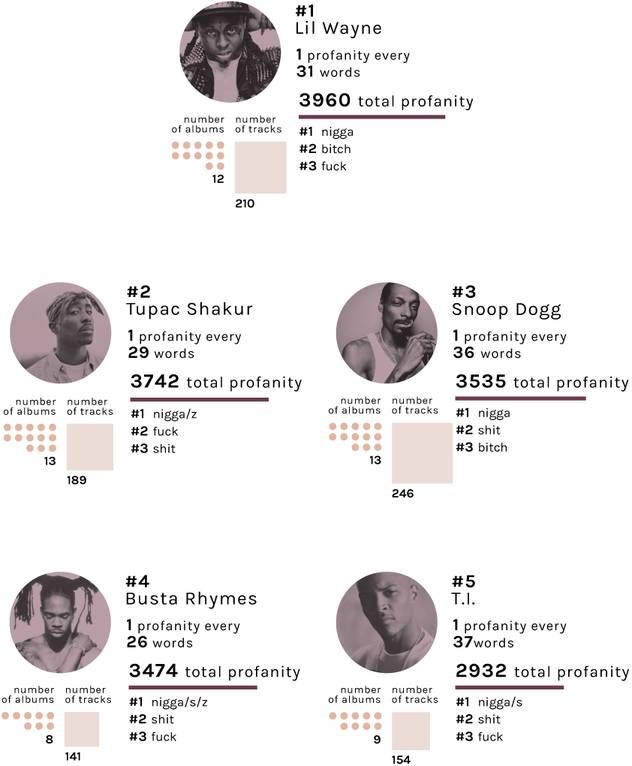 #1
Lil Wayne
1 profanity every
31 words
3960 total profanity
number of albums
number of tracks
#1 nigga
#2 bitch
#3 fuck
12
210
#2
Tupac Shakur
1 profanity every
29 words
3742 total profanity
number of albums
number of tracks
#1 nigga/z
#2 fuck
#3 shit
13
189
#3
Snoop Dogg
1 profanity every
36 words
3535 total profanity
number of albums
number of tracks
#1 nigga
#2 shit
#3 bitch
13
246
#4
Busta Rhymes
1 profanity every
26 words
3474 total profanity
number of albums
number of tracks
#1 nigga/s/z
#2 shit
#3 fuck
8
141
#5
T.I.
1 profanity every
37words
2932 total profanity
number of albums
number of tracks
#1 nigga/s
#2 shit
#3 fuck
9
154